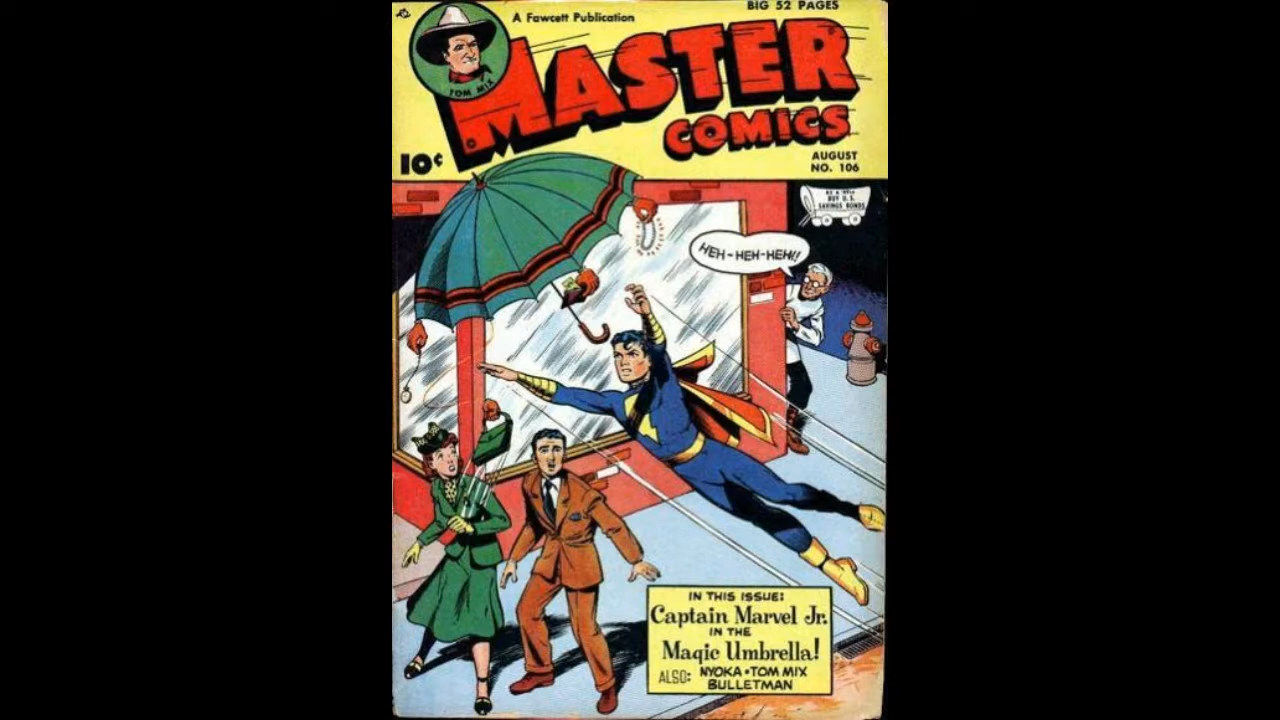 BIG 52 PAGES
A Fawcett Publication
TOM MIX
MASTER
COMICS
10¢
AUGUST
NO. 106
BUY U.S.
SAVINGS BONDS
HEH-HEH-HEH!!
IN THIS ISSUE:
Captain Marvel Jr.
IN THE
Magic Umbrella!
ALSO: NYOKA • TOM MIX
BULLETMAN